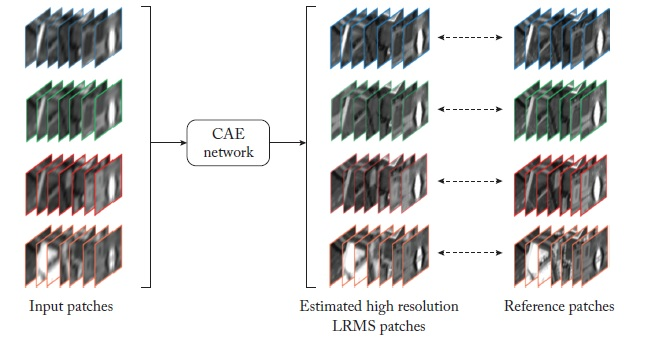 CAE
network
Input patches
Estimated high resolution
LRMS patches
Reference patches